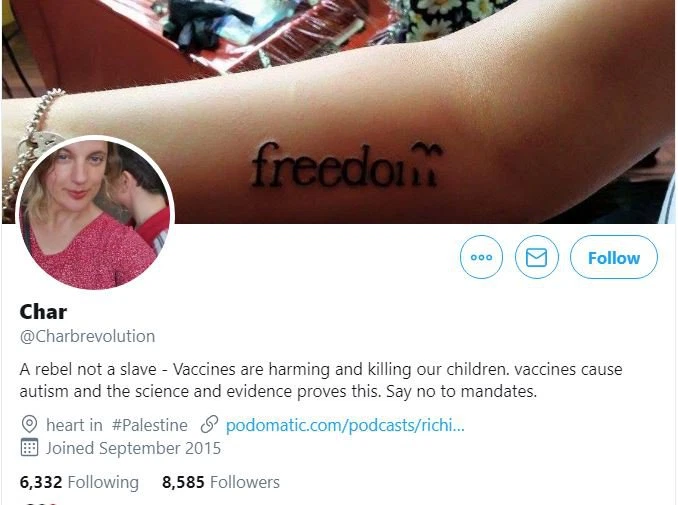 freedom
Follow
Char
@Charbrevolution
A rebel not a slave - Vaccines are harming and killing our children. vaccines cause
autism and the science and evidence proves this. Say no to mandates.
heart in #Palestine podomatic.com/podcasts/richi...
Joined September 2015
6,332 Following 8,585 Followers